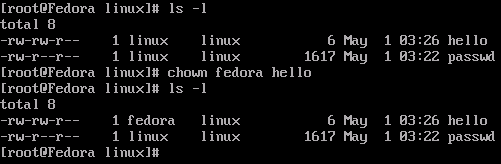 [root@Fedora linux]# ls -l
total 8
-rw-rw-r-- 1 linux linux 6 May 1 03:26 hello
-rw-r--r-- 1 linux linux 1617 May 1 03:22 passwd
[root@Fedora linux]# chown fedora hello
[root@Fedora linux]# ls -l
total 8
-rw-rw-r-- 1 fedora linux 6 May 1 03:26 hello
-rw-r--r-- 1 linux linux 1617 May 1 03:22 passwd
[root@Fedora linux]#